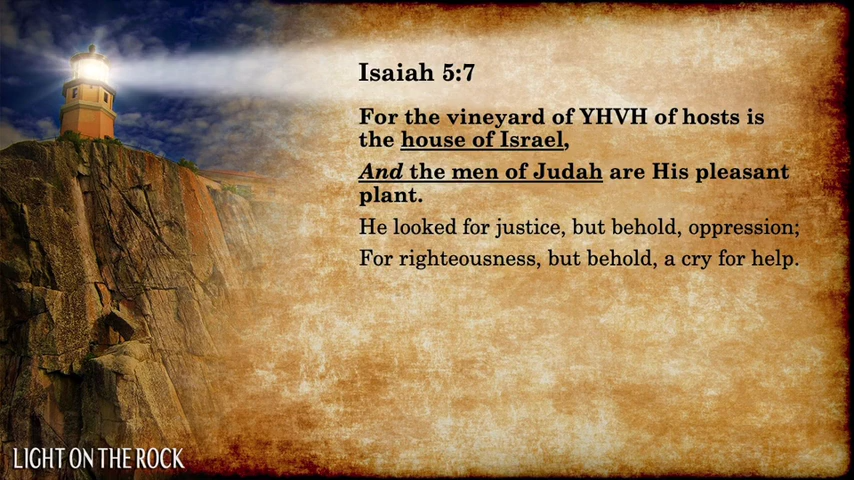 Isaiah 5:7
For the vineyard of YHVH of hosts is
the house of Israel,
And the men of Judah are His pleasant
plant.
He looked for justice, but behold, oppression;
For righteousness, but behold, a cry for help.
LIGHT ON THE ROCK